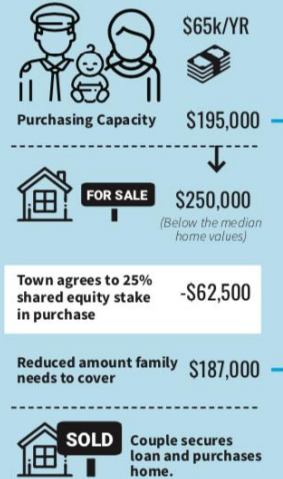 $65k/YR
Purchasing Capacity $195,000
FOR SALE $250,000
(Below the median
home values)
Town agrees to 25%
shared equity stake
in purchase
-$62,500
Reduced amount family
needs to cover
$187,000
SOLD
Couple secures
loan and purchases
home.